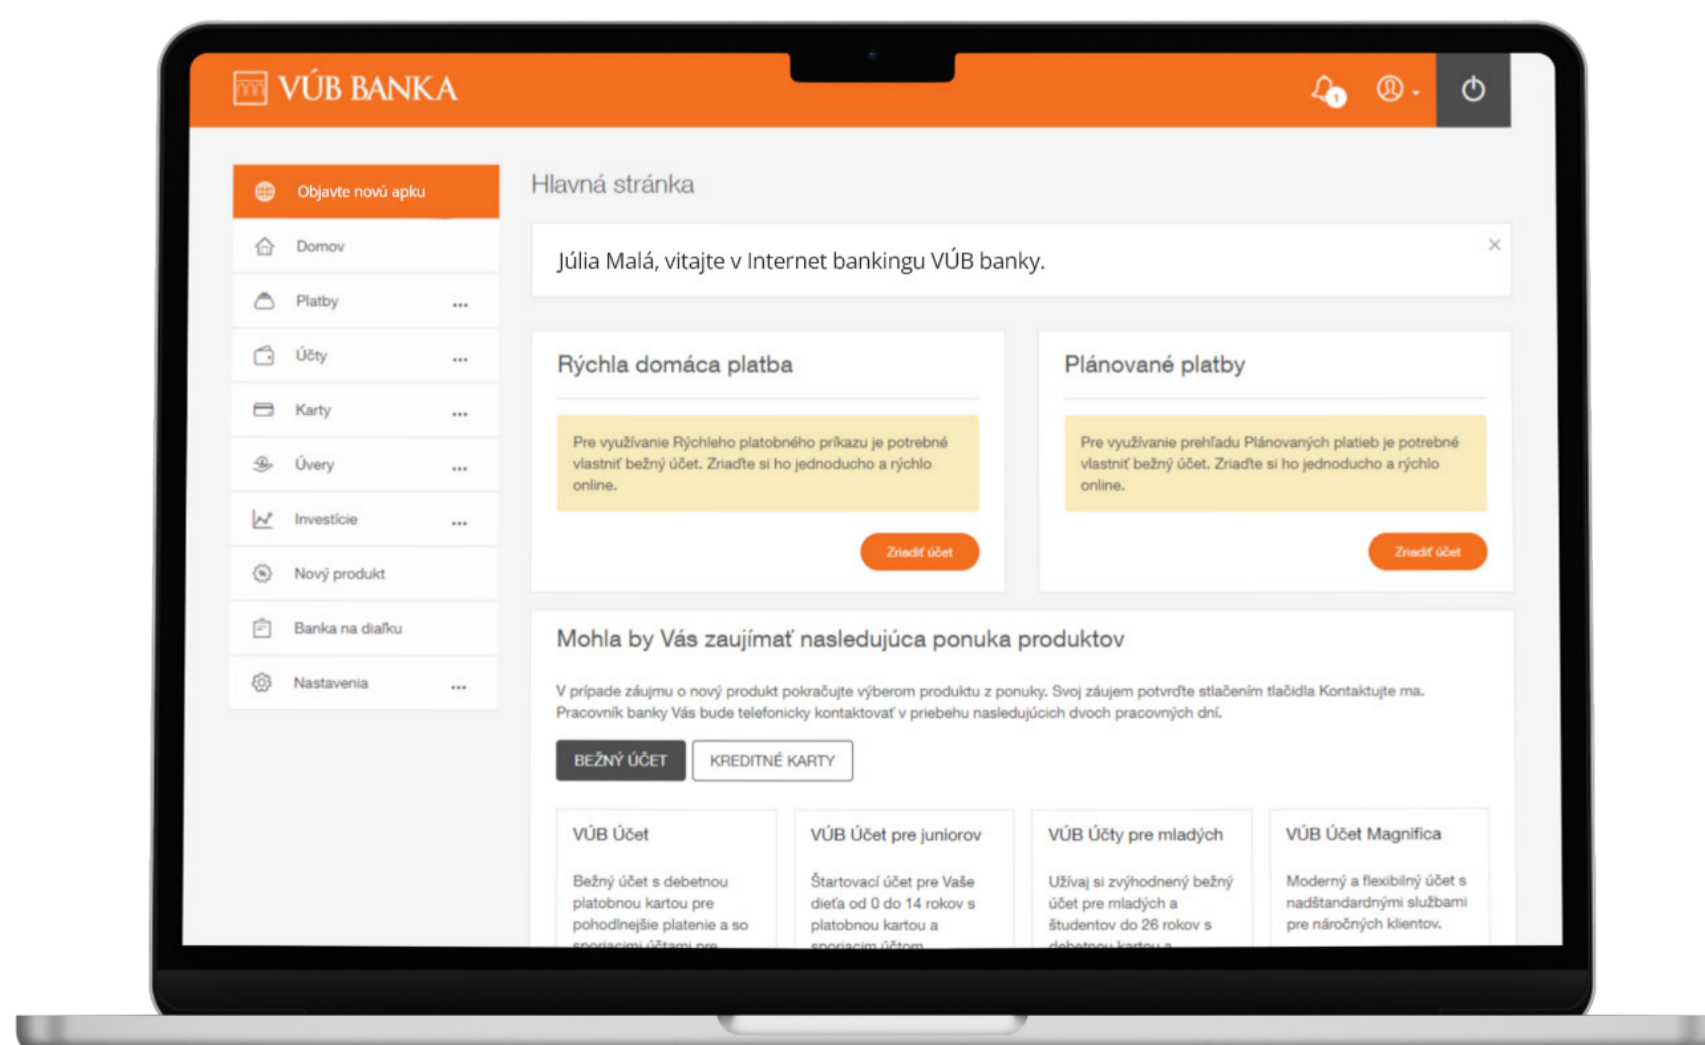 VÚB BANKA
1
Objavte novú apku
Domov
Platby
Účty
Karty
Úvery
Investície
Nový produkt
Banka na diaľku
Nastavenia
Hlavná stránka
Júlia Malá, vitajte v Internet bankingu VÚB banky.
Rýchla domáca platba
Pre využívanie Rýchleho platobného príkazu je potrebné
vlastniť bežný účet. Zriaďte si ho jednoducho a rýchlo
online.
Zriadiť účet
Plánované platby
Pre využívanie prehľadu Plánovaných platieb je potrebné
vlastniť bežný účet. Zriaďte si ho jednoducho a rýchlo
online.
Zriadiť účet
Mohla by Vás zaujímať nasledujúca ponuka produktov
V prípade záujmu o nový produkt pokračujte výberom produktu z ponuky. Svoj záujem potvrďte stlačením tlačidla Kontaktujte ma.
Pracovník banky Vás bude telefonicky kontaktovať v priebehu nasledujúcich dvoch pracovných dní.
BEŽNÝ ÚČET
KREDITNÉ KARTY
VÚB Účet
Bežný účet s debetnou
platobnou kartou pre
pohodlnejšie platenie a so
sporiacimi účtami pre
VÚB Účet pre juniorov
Štartovací účet pre Vaše
dieťa od 0 do 14 rokov s
platobnou kartou a
sporiacim účtom
VÚB Účty pre mladých
Užívaj si zvýhodnený bežný
účet pre mladých a
študentov do 26 rokov s
debetnou kartou a
VÚB Účet Magnifica
Moderný a flexibilný účet s
nadštandardnými službami
pre náročných klientov.